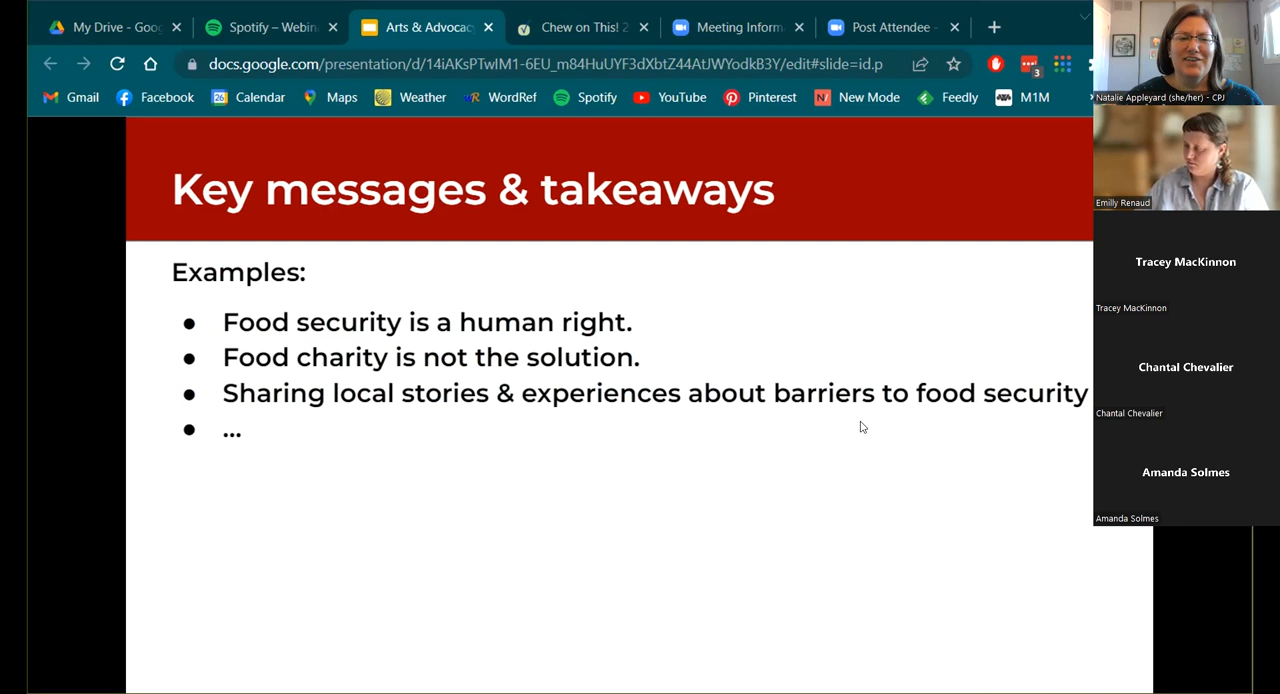 My Drive - Goog
Spotify – Webin
Arts & Advocac
Chew on This! 2
Meeting Inform
Post Attendee -
docs.google.com/presentation/d/14iAKsPTwIM1-6EU_m84HuUYF3dXbtZ44AtJWYodkB3Y/edit#slide=id.p
3
Gmail
Facebook
26
Calendar
Maps
Weather
WordRef
Spotify
YouTube
Pinterest
N
New Mode
Feedly
M1M
Key messages & takeaways
Examples:
● Food security is a human right.
● Food charity is not the solution.
● Sharing local stories & experiences about barriers to food security
● ...
Natalie Appleyard (she/her) - CPJ
Emilly Renaud
Tracey MacKinnon
Tracey MacKinnon
Chantal Chevalier
Chantal Chevalier
Amanda Solmes
Amanda Solmes